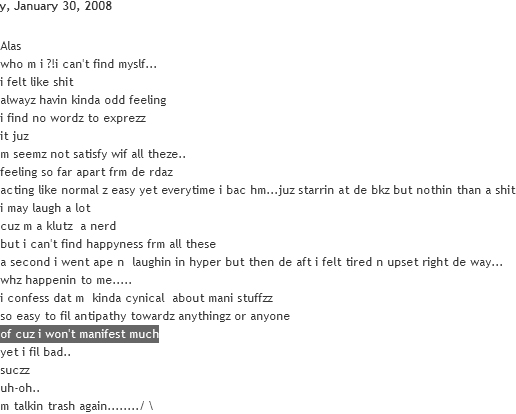 y, January 30, 2008
Alas
who m i ?!i can't find myslf...
i felt like shit
alwayz havin kinda odd feeling
i find no wordz to exprezz
it juz
m seemz not satisfy wif all theze..
feeling so far apart frm de rdaz
acting like normal z easy yet everytime i bac hm...juz starrin at de bkz but nothin than a shit
i may laugh a lot
cuz m a klutz a nerd
but i can't find happyness frm all these
a second i went ape n laughin in hyper but then de aft i felt tired n upset right de way...
whz happenin to me.....
i confess dat m kinda cynical about mani stuffzz
so easy to fil antipathy towardz anythingz or anyone
of cuz i won't manifest much
yet i fil bad..
suczz
uh-oh..
m talkin trash again......../ \